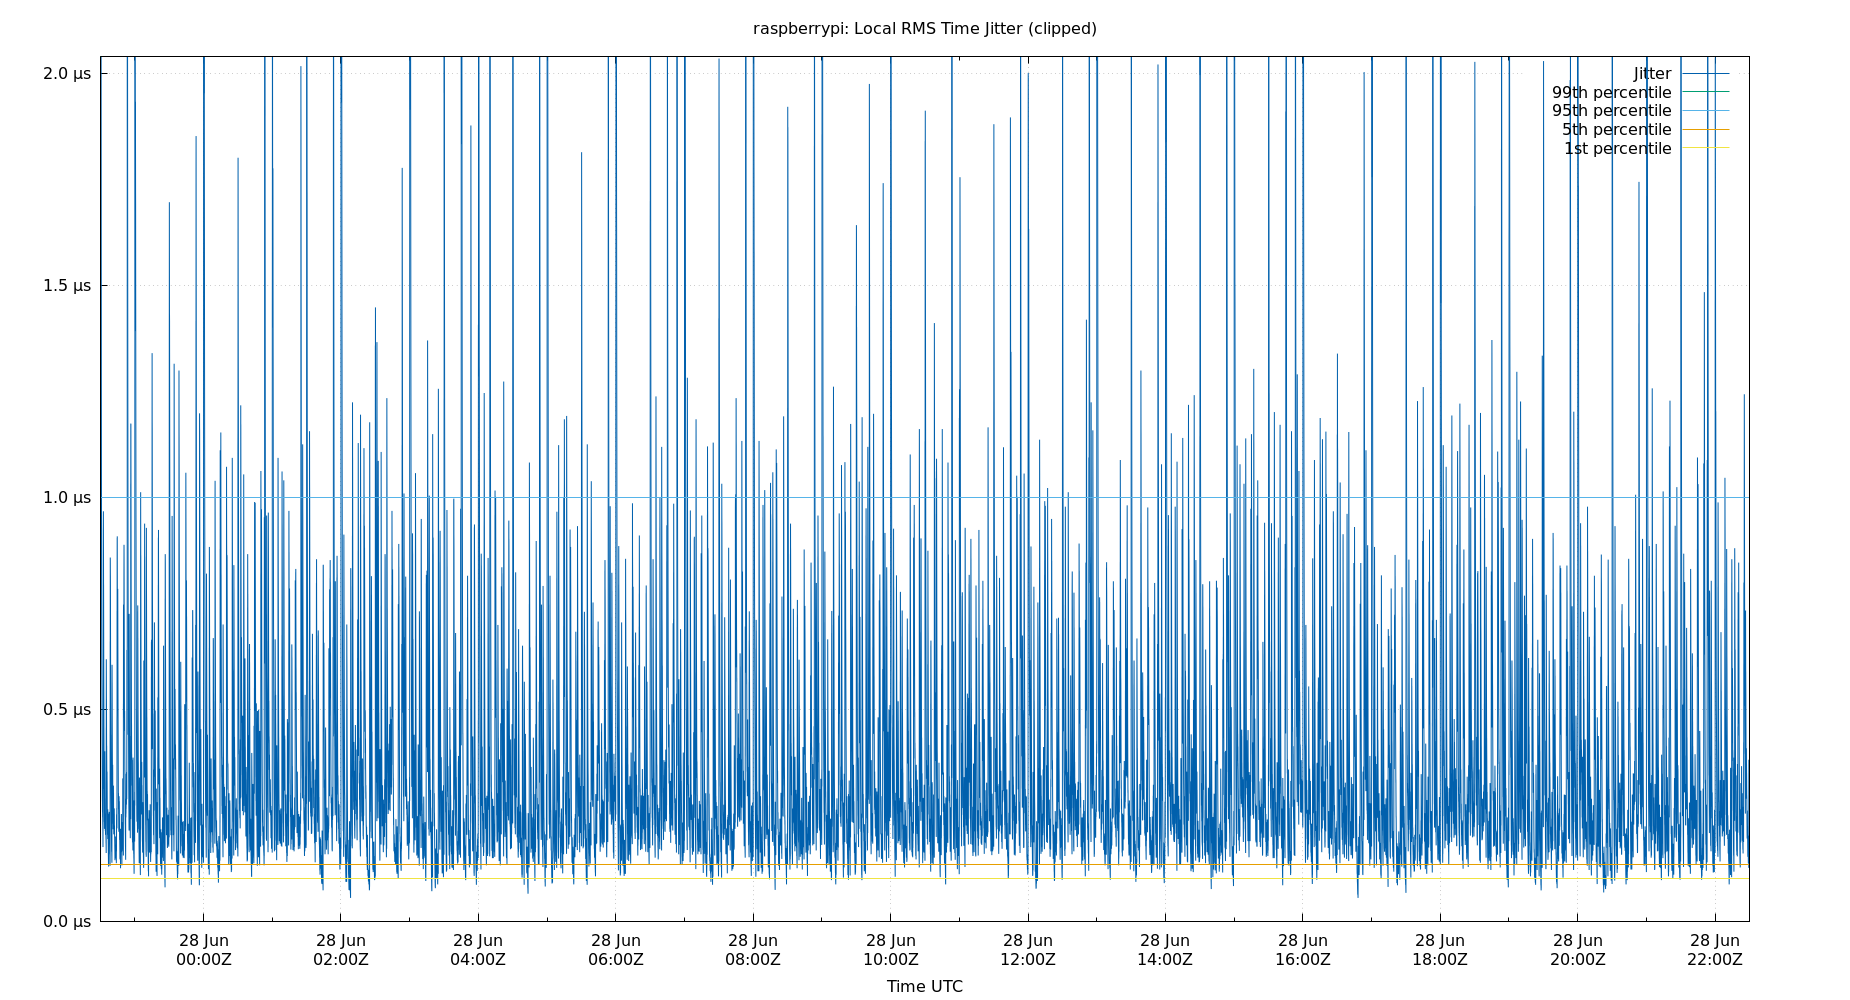 raspberrypi: Local RMS Time Jitter (clipped)
2.0 µs
1.5 µs
1.0 µs
0.5 µs
0.0 µs
Jitter
99th percentile
95th percentile
5th percentile
1st percentile
28 Jun 28 Jun 28 Jun 28 Jun 28 Jun 28 Jun 28 Jun 28 Jun 28 Jun 28 Jun 28 Jun 28 Jun
00:00Z 02:00Z 04:00Z 06:00Z 08:00Z 10:00Z 12:00Z 14:00Z 16:00Z 18:00Z 20:00Z 22:00Z
Time UTC